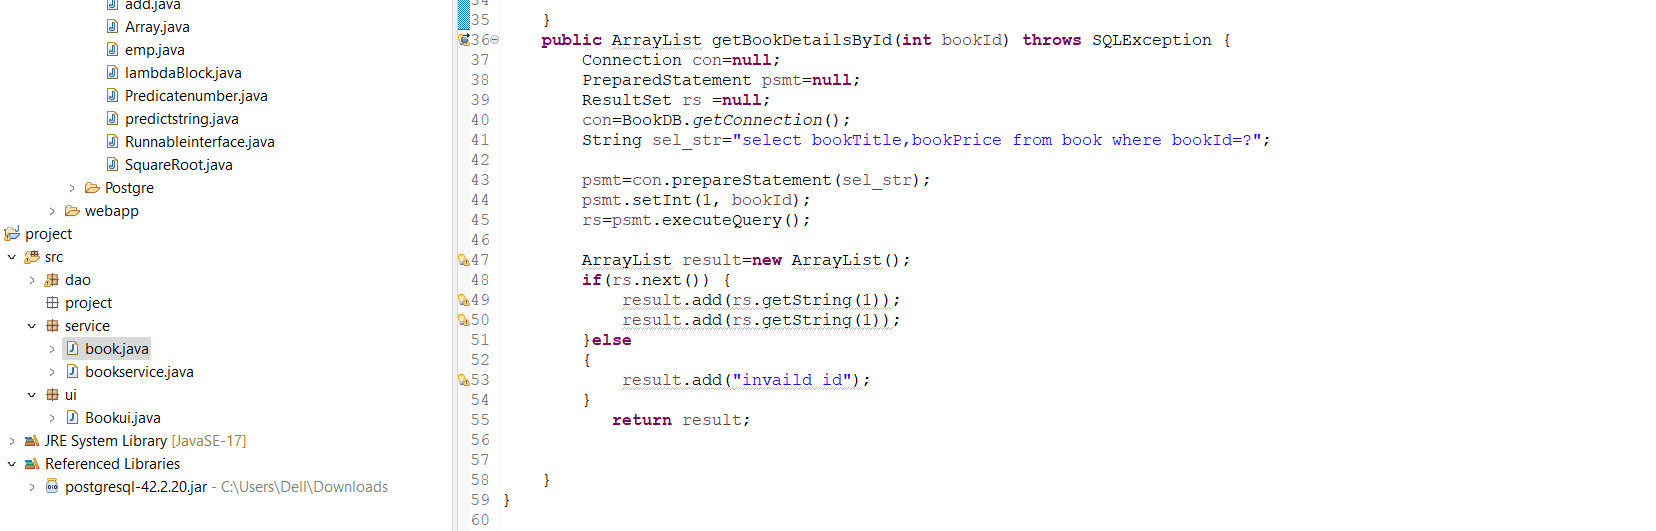 add.java
Array.java
emp.java
lambdaBlock.java
Predicatenumber.java
predictstring.java
Runnableinterface.java
SquareRoot.java
Postgre
webapp
project
src
dao
project
service
book.java
bookservice.java
ui
Bookui.java
JRE System Library [JavaSE-17]
Referenced Libraries
postgresql-42.2.20.jar - C:\Users\Dell\Downloads
34
35 }
36 public ArrayList getBookDetailsById(int bookId) throws SQLException {
37 Connection con=null;
38 PreparedStatement psmt=null;
39 ResultSet rs =null;
40 con=BookDB.getConnection();
41 String sel_str="select bookTitle,bookPrice from book where bookId=?";
42
43 psmt=con.prepareStatement(sel_str);
44 psmt.setInt(1, bookId);
45 rs=psmt.executeQuery();
46
47 ArrayList result=new ArrayList();
48 if(rs.next()) {
49 result.add(rs.getString(1));
50 result.add(rs.getString(1));
51 }else
52 {
53 result.add("invaild id");
54 }
55 return result;
56
57
58 }
59 }
60